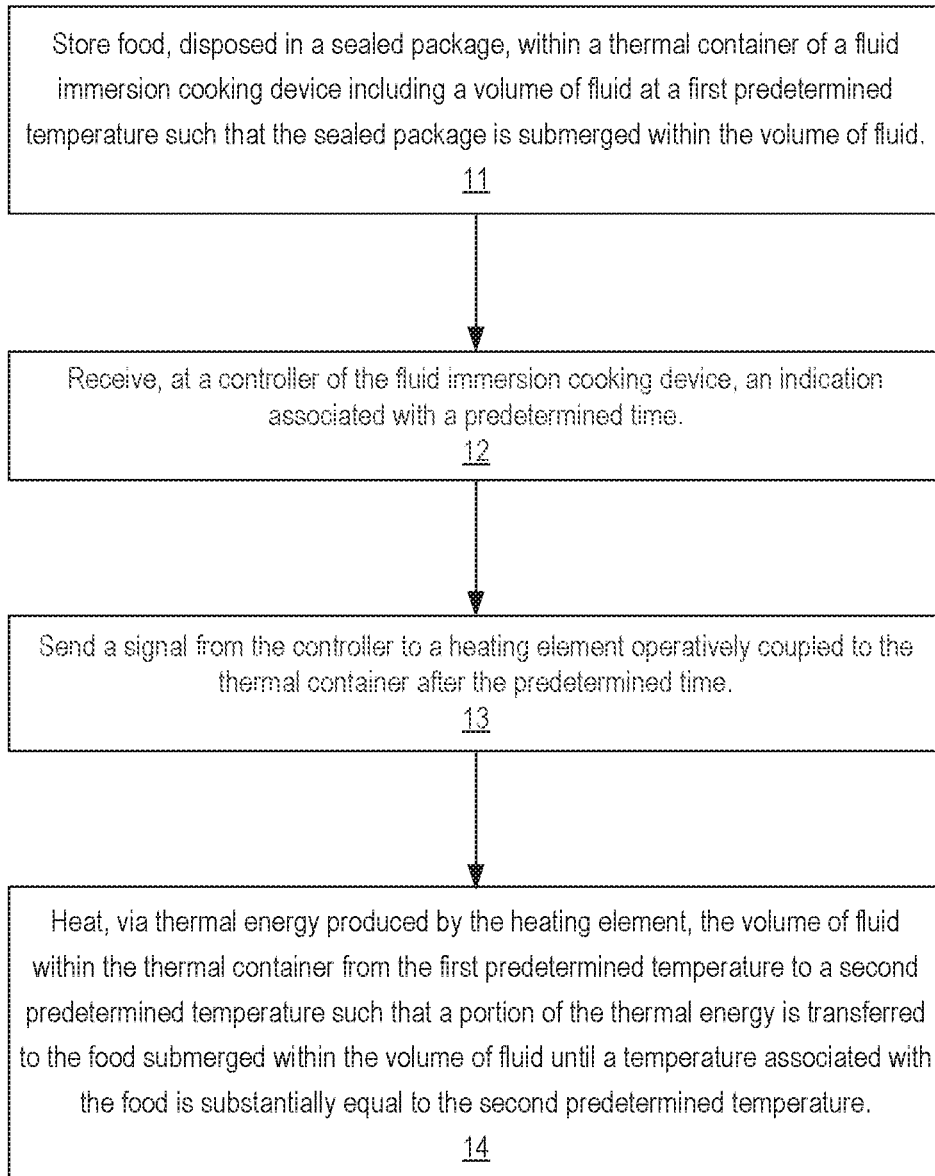 Store food, disposed in a sealed package, within a thermal container of a fluid
immersion cooking device including a volume of fluid at a first predetermined
temperature such that the sealed package is submerged within the volume of fluid.
11
Receive, at a controller of the fluid immersion cooking device, an indication
associated with a predetermined time.
12
Send a signal from the controller to a heating element operatively coupled to the
thermal container after the predetermined time.
13
Heat, via thermal energy produced by the heating element, the volume of fluid
within the thermal container from the first predetermined temperature to a second
predetermined temperature such that a portion of the thermal energy is transferred
to the food submerged within the volume of fluid until a temperature associated with
the food is substantially equal to the second predetermined temperature.
14